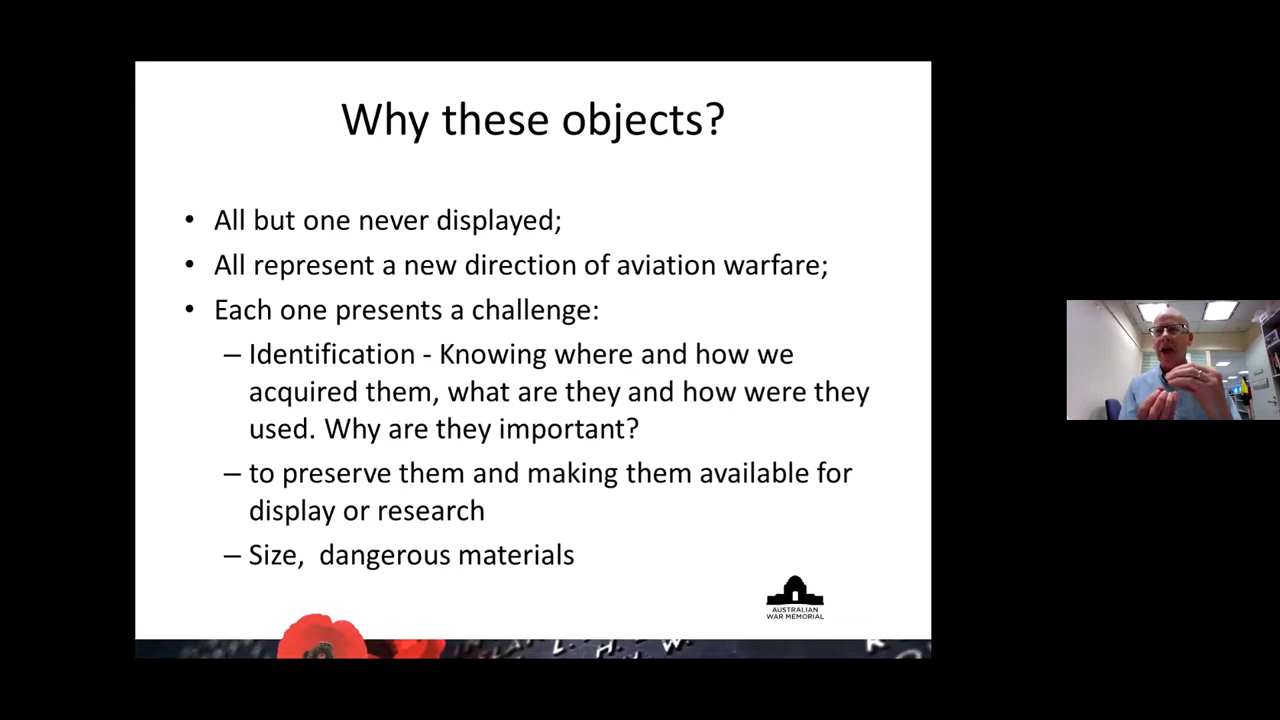 Why these objects?
• All but one never displayed;
• All represent a new direction of aviation warfare;
• Each one presents a challenge:
– Identification - Knowing where and how we
acquired them, what are they and how were they
used. Why are they important?
– to preserve them and making them available for
display or research
– Size,  dangerous materials
AUSTRALIAN
WAR MEMORIAL
L. H.
W.